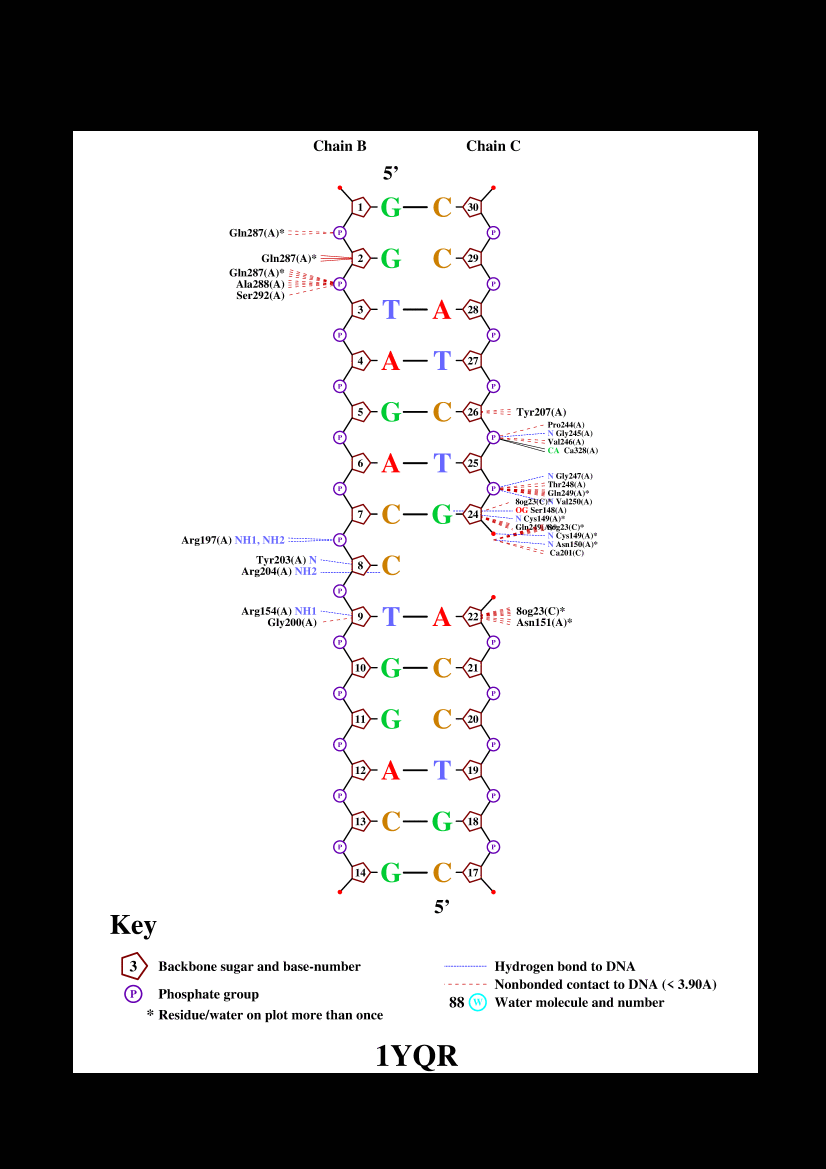 Chain B Chain C
5’
1 G C 30
Gln287(A)* P P
Gln287(A)* 2 G C 29
Gln287(A)*
Ala288(A) P P
Ser292(A)
3 T A 28
P P
4 A T 27
P P
5 G C 26 Tyr207(A)
Pro244(A)
P P N Gly245(A)
Val246(A)
CA Ca328(A)
6 A T 25
N Gly247(A)
Thr248(A)
P P Gln249(A)*
N Val250(A)
8og23(C)*
OG Ser148(A)
7 C G 24 N Cys149(A)*
Gln249(A)* 8og23(C)*
N Cys149(A)*
Arg197(A) NH1, NH2 P N Asn150(A)*
Ca201(C)
Tyr203(A) N 8 C
Arg204(A) NH2
P
Arg154(A) NH1 9 T A 22 8og23(C)*
Gly200(A) Asn151(A)*
P P
10 G C 21
P P
11 G C 20
P P
12 A T 19
P P
13 C G 18
P P
14 G C 17
5’
Key
3 Backbone sugar and base-number
P Phosphate group
* Residue/water on plot more than once
Hydrogen bond to DNA
Nonbonded contact to DNA (< 3.90A)
88 W Water molecule and number
1YQR